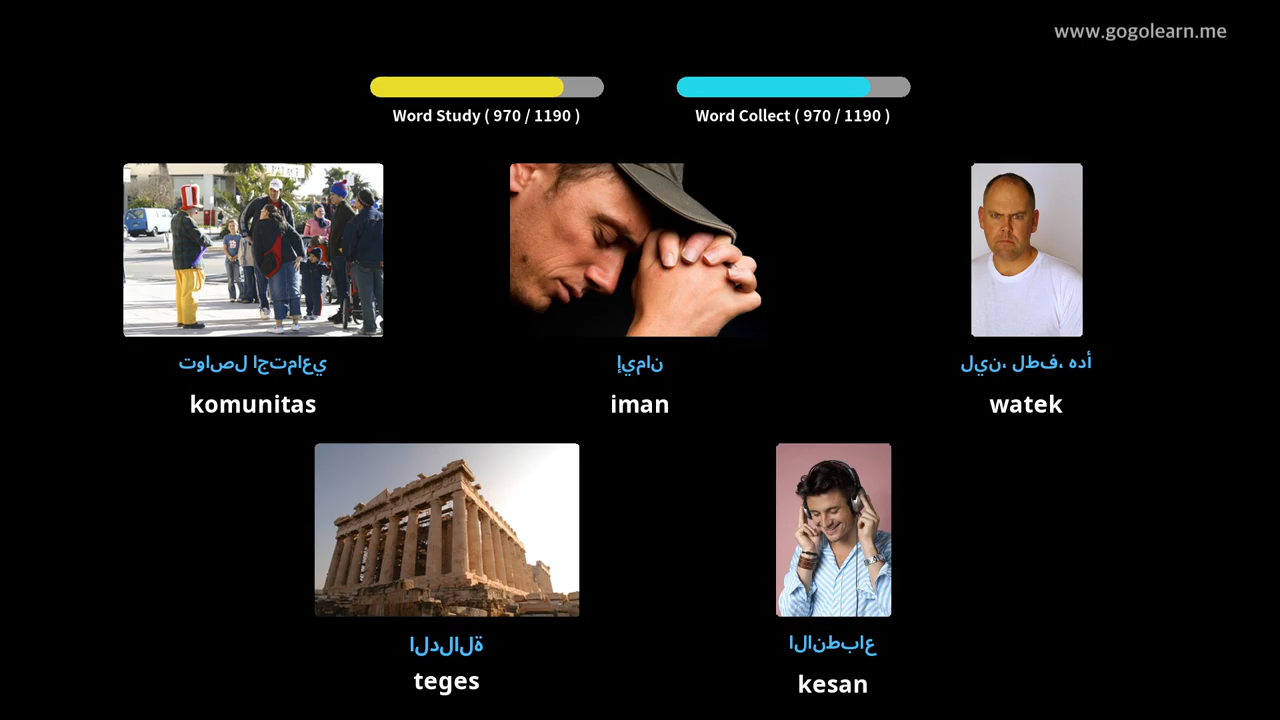 www.gogolearn.me
Word Study ( 970 / 1190 )
Word Collect ( 970 / 1190 )
تواصل اجتماعي
إيمان
لين، لطف، هدأ
komunitas
iman
watek
الدلالة
الانطباع
teges
kesan